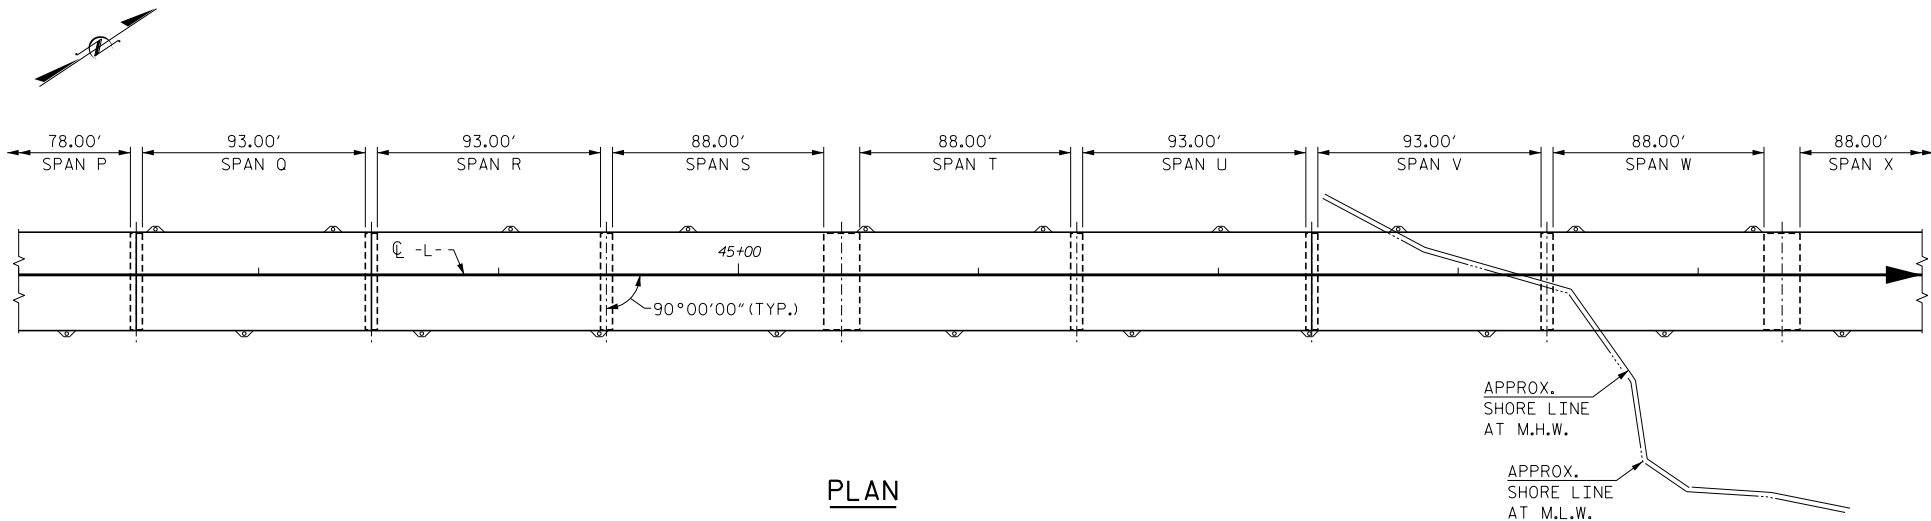 78.00' 93.00' 93.00' 88.00' 88.00' 93.00' 93.00' 88.00' 88.00'
SPAN P SPAN Q SPAN R SPAN S SPAN T SPAN U SPAN V SPAN W SPAN X
℄ -L-
45+00
90°00'00" (TYP.)
APPROX.
SHORE LINE
AT M.H.W.
APPROX.
SHORE LINE
AT M.L.W.
PLAN